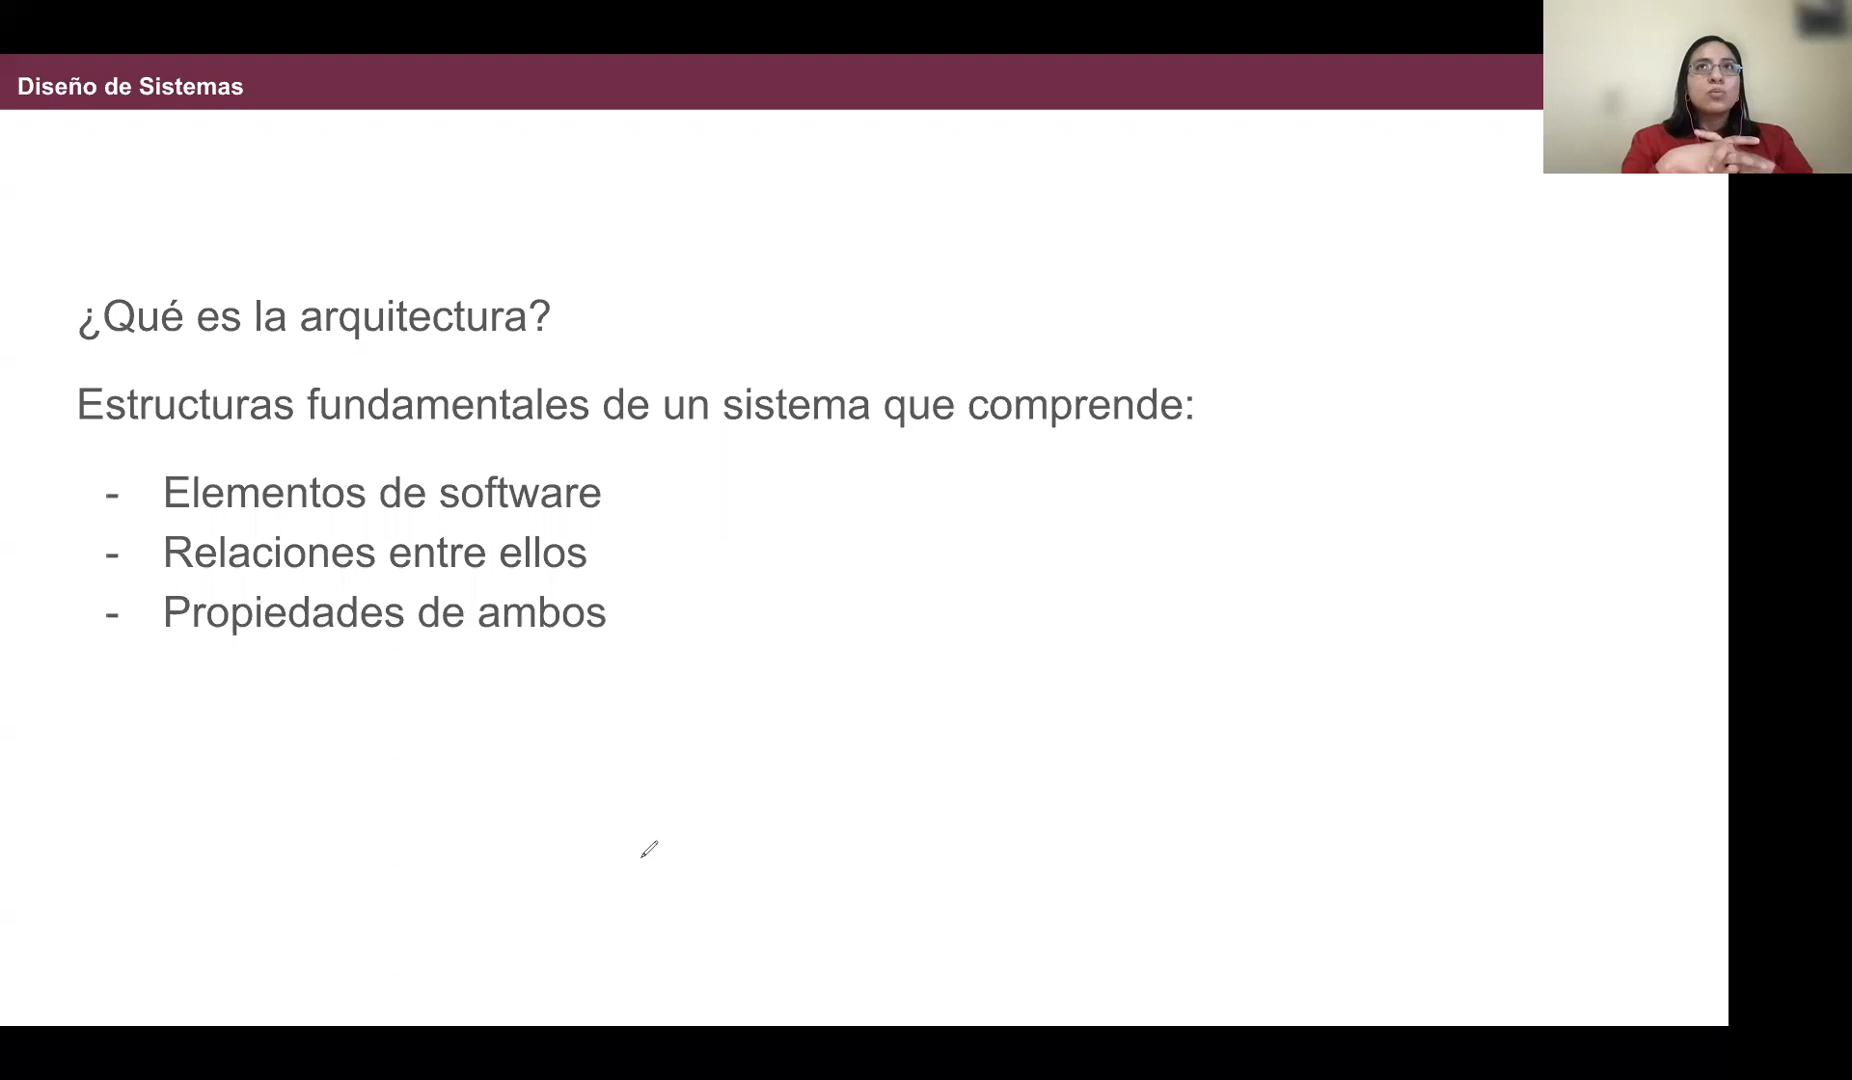 Diseño de Sistemas
¿Qué es la arquitectura?
Estructuras fundamentales de un sistema que comprende:
- Elementos de software
- Relaciones entre ellos
- Propiedades de ambos